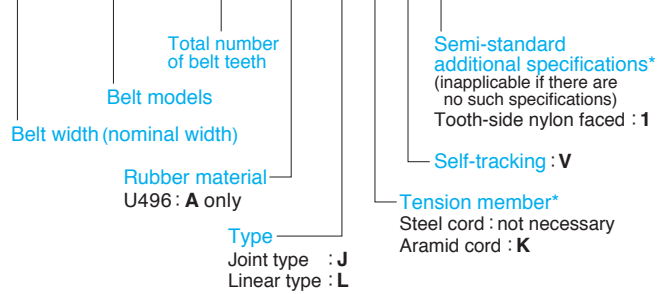 Total number
of belt teeth
Semi-standard
additional specifications*
(inapplicable if there are
no such specifications)
Tooth-side nylon faced : 1
Belt models
Belt width (nominal width)
Self-tracking : V
Rubber material
U496 : A only
Tension member*
Steel cord : not necessary
Aramid cord : K
Type
Joint type : J
Linear type : L